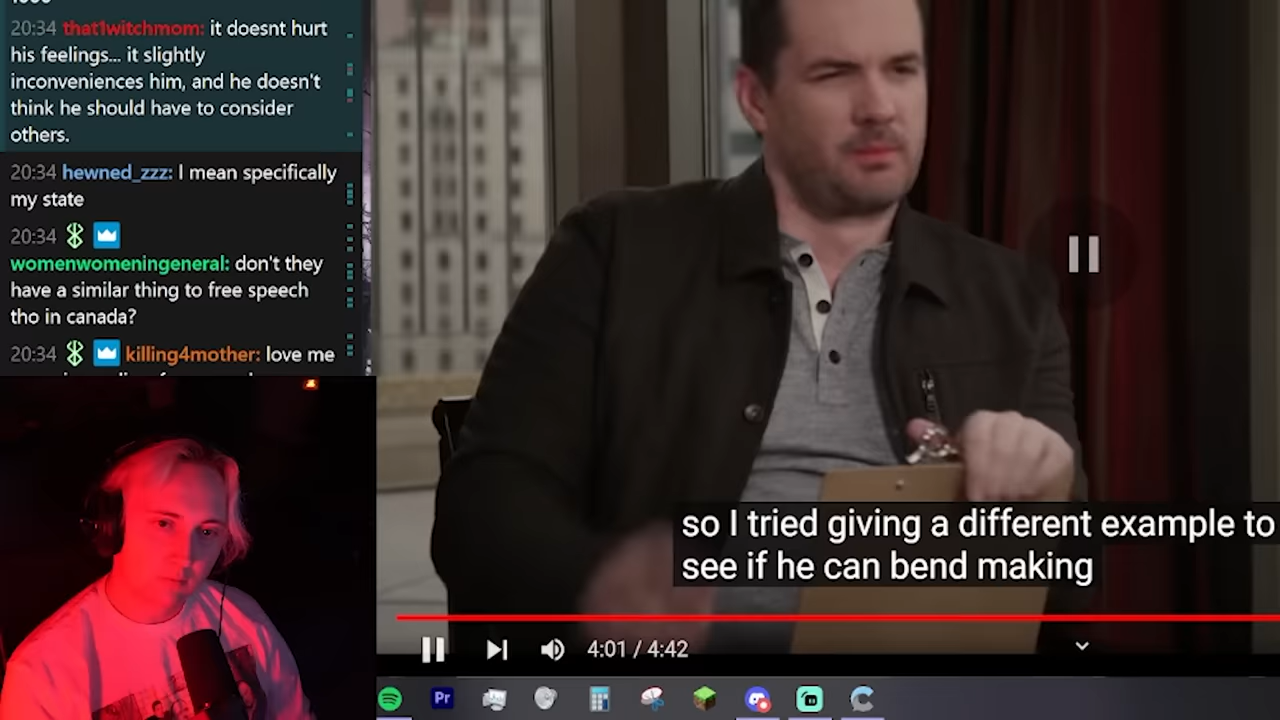 20:34 that1witchmom: it doesnt hurt
his feelings... it slightly
inconveniences him, and he doesn't
think he should have to consider
others.
20:34 hewned_zzz: I mean specifically
my state
20:34
womenwomeningeneral: don't they
have a similar thing to free speech
tho in canada?
20:34 killing4mother: love me
so I tried giving a different example to
see if he can bend making
4:01 / 4:42
Pr